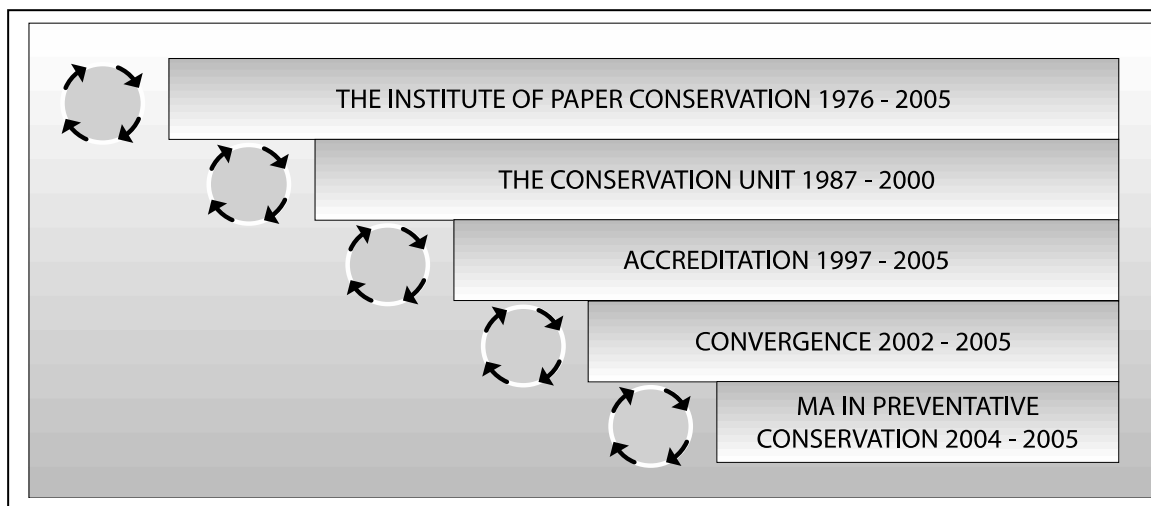 THE INSTITUTE OF PAPER CONSERVATION 1976 - 2005
THE CONSERVATION UNIT 1987 - 2000
ACCREDITATION 1997 - 2005
CONVERGENCE 2002 - 2005
MA IN PREVENTATIVE
CONSERVATION 2004 - 2005